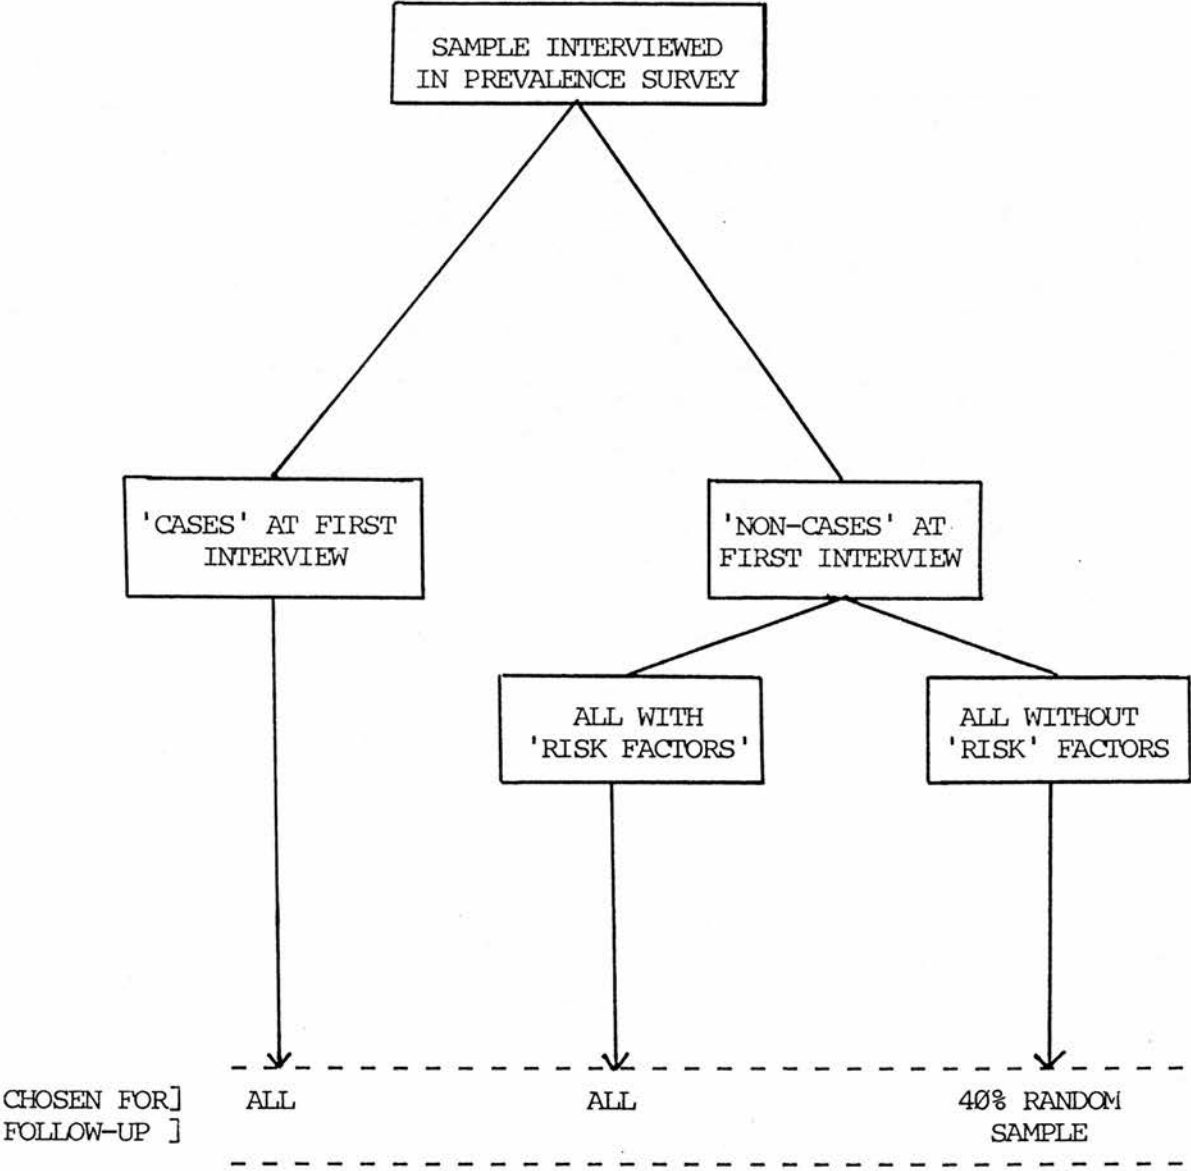 SAMPLE INTERVIEWED
IN PREVALENCE SURVEY
'CASES' AT FIRST
INTERVIEW
'NON-CASES' AT
FIRST INTERVIEW
ALL WITH
'RISK FACTORS'
ALL WITHOUT
'RISK' FACTORS
CHOSEN FOR]
FOLLOW-UP ]
ALL
ALL
40% RANDOM
SAMPLE